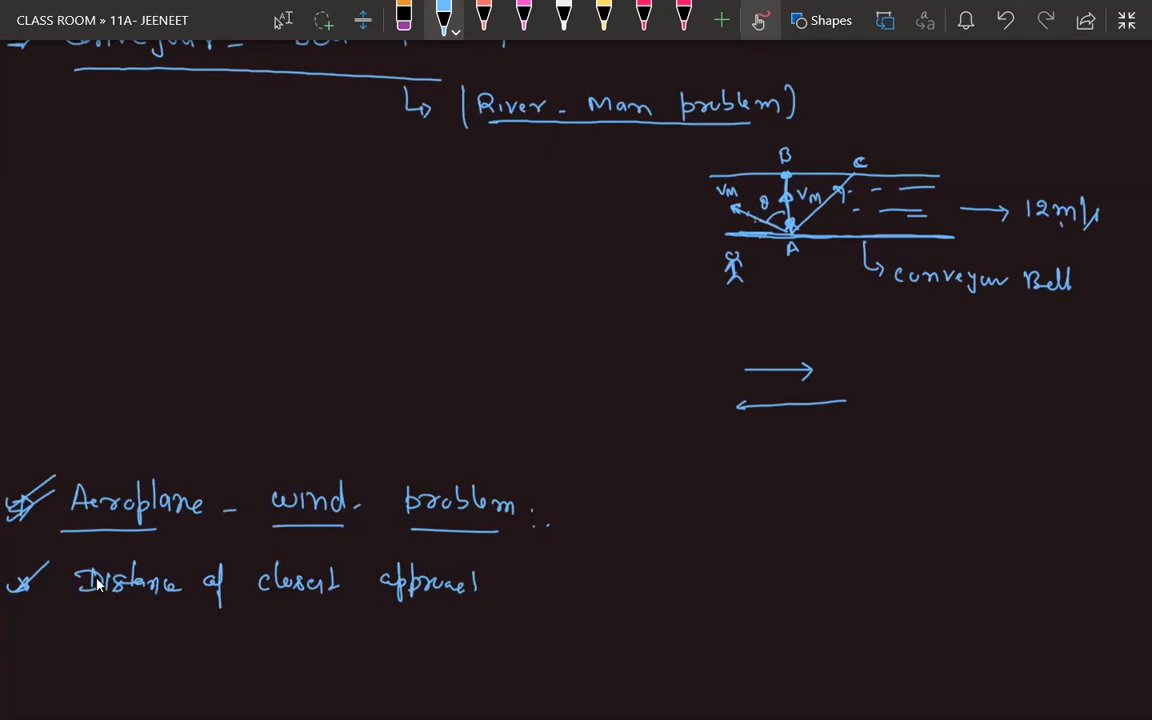 CLASS ROOM » 11A- JEENEET
Shapes
(River - Man problem)
B
C
VM
θ
VM
12m/s
A
Conveyor Belt
Aeroplane - wind - problem :
Distance of closest approach